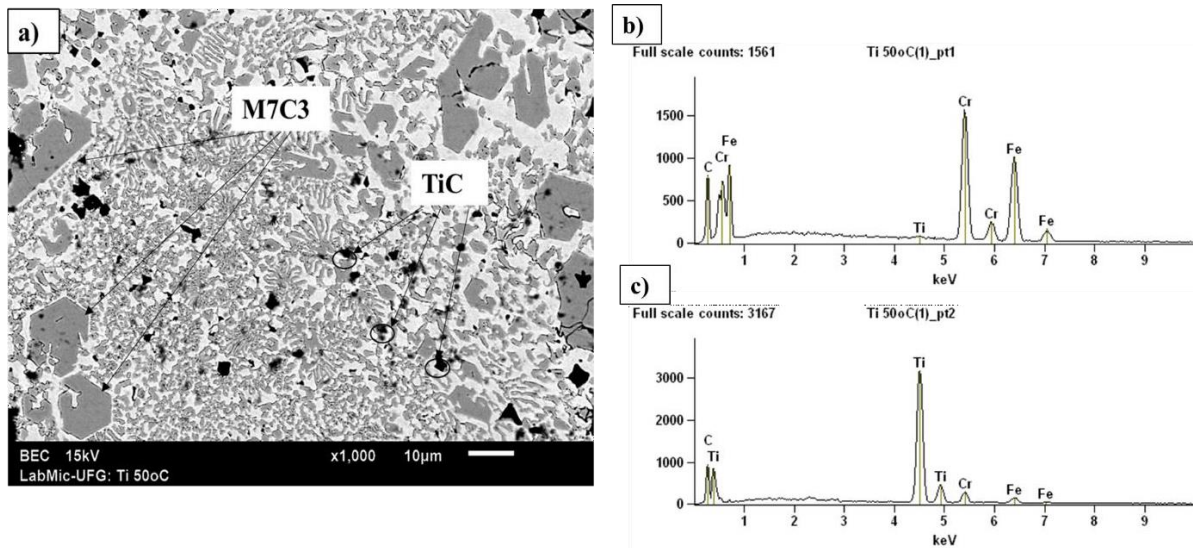 a)
M7C3
TiC
BEC 15kV x1,000 10µm
LabMic-UFG: Ti 50oC
b)
Full scale counts: 1561 Ti 50oC(1)_pt1
1500
1000
500
0
C
Cr
Fe
Ti
Cr
Cr
Fe
Fe
1 2 3 4 5 6 7 8 9
keV
c)
Full scale counts: 3167 Ti 50oC(1)_pt2
3000
2000
1000
0
C
Ti
Ti
Ti
Cr
Fe
Fe
1 2 3 4 5 6 7 8 9
keV